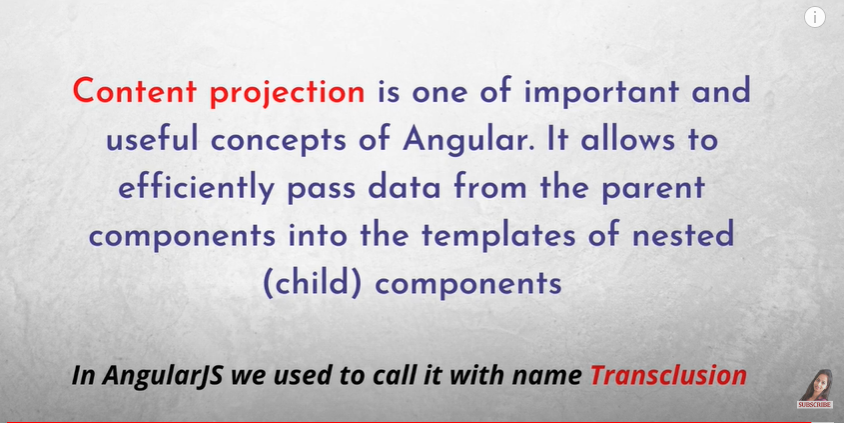 Content projection is one of important and
useful concepts of Angular. It allows to
efficiently pass data from the parent
components into the templates of nested
(child) components
In AngularJS we used to call it with name Transclusion
SUBSCRIBE